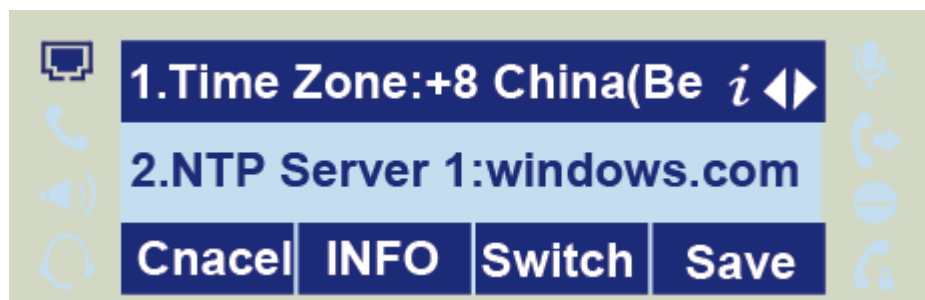 1.Time Zone:+8 China(Be i
2.NTP Server 1:windows.com
Cnacel INFO Switch Save